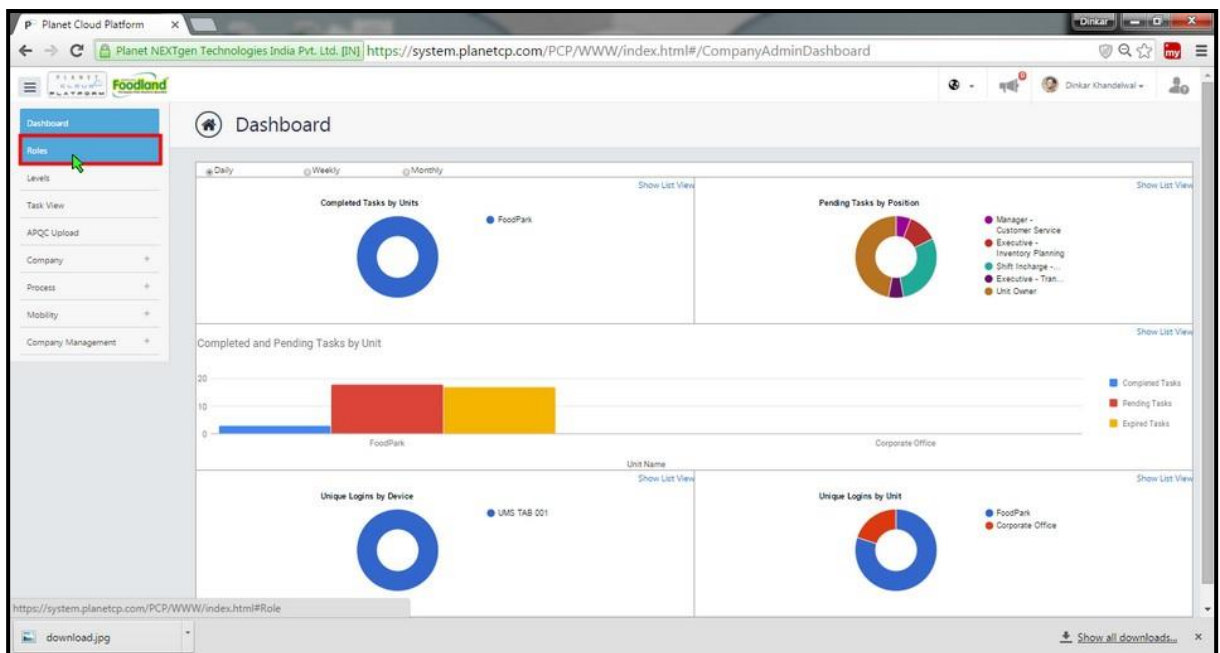 Planet Cloud Platform
Dinkar
Planet NEXTgen Technologies India Pvt. Ltd. [IN] https://system.planetcp.com/PCP/WWW/index.html#/CompanyAdminDashboard
my
PLANET
CLOUD
PLATFORM
Foodland
0
Dinkar Khandelwal
Dashboard
Roles
Levels
Task View
APQC Upload
Company +
Process +
Mobility +
Company Management +
Dashboard
Daily Weekly Monthly
Show List View
Completed Tasks by Units
FoodPark
Show List View
Pending Tasks by Position
Manager -
Customer Service
Executive -
Inventory Planning
Shift Incharge -...
Executive - Tran...
Unit Owner
Show List View
Completed and Pending Tasks by Unit
20
10
0
FoodPark
Corporate Office
Unit Name
Completed Tasks
Pending Tasks
Expired Tasks
Show List View
Unique Logins by Device
UMS TAB 001
Show List View
Unique Logins by Unit
FoodPark
Corporate Office
https://system.planetcp.com/PCP/WWW/index.html#Role
download.jpg
Show all downloads...